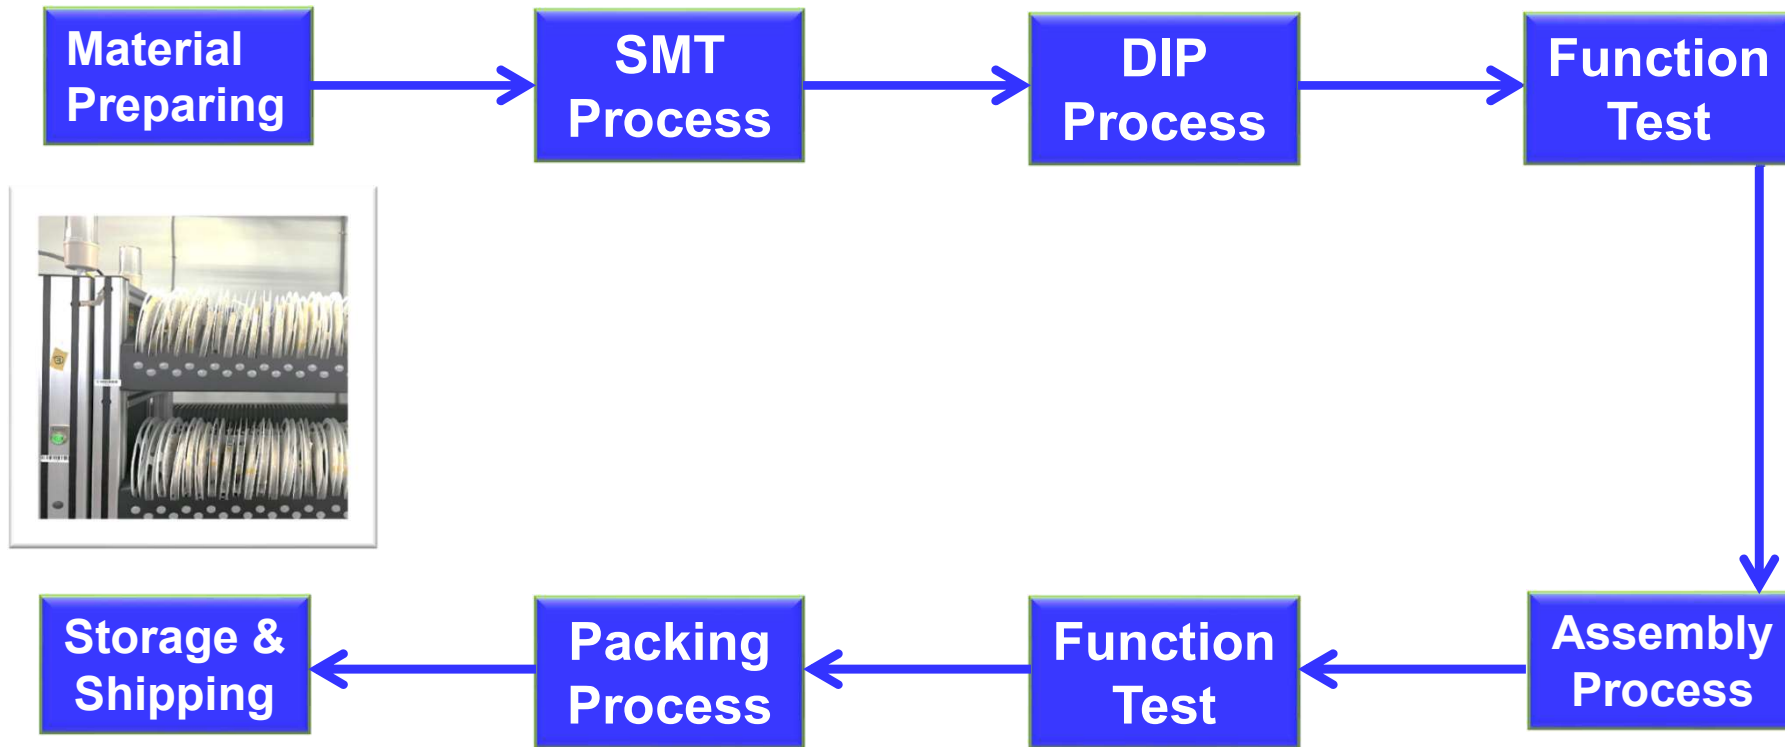 Material
Preparing
SMT
Process
DIP
Process
Function
Test
Storage &
Shipping
Packing
Process
Function
Test
Assembly
Process